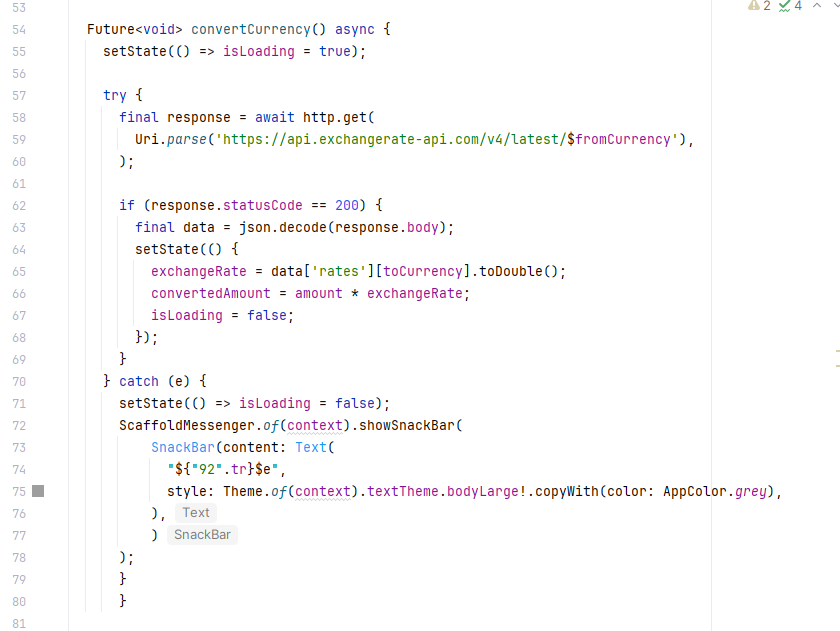 53
54 Future<void> convertCurrency() async {
55 setState(() => isLoading = true);
56
57 try {
58 final response = await http.get(
59 Uri.parse('https://api.exchangerate-api.com/v4/latest/$fromCurrency'),
60 );
61
62 if (response.statusCode == 200) {
63 final data = json.decode(response.body);
64 setState(() {
65 exchangeRate = data['rates'][toCurrency].toDouble();
66 convertedAmount = amount * exchangeRate;
67 isLoading = false;
68 });
69 }
70 } catch (e) {
71 setState(() => isLoading = false);
72 ScaffoldMessenger.of(context).showSnackBar(
73 SnackBar(content: Text(
74 "${"92".tr}$e",
75 style: Theme.of(context).textTheme.bodyLarge!.copyWith(color: AppColor.grey),
76 ), Text
77 ) SnackBar
78 );
79 }
80 }
81
2 4